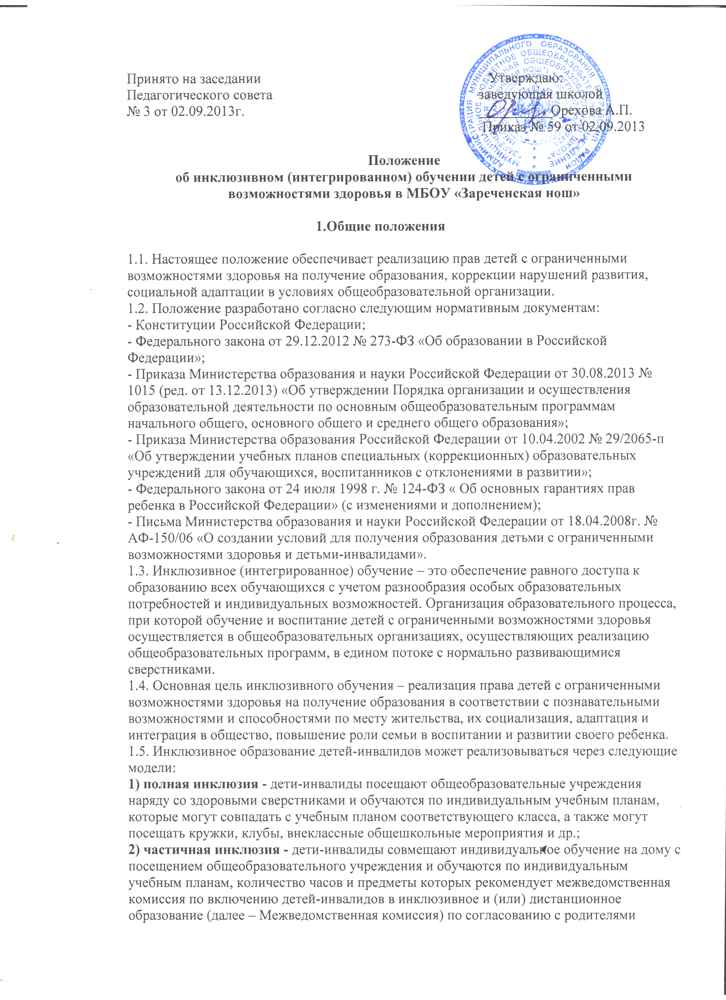 Принято на заседании
Педагогического совета
№ 3 от 02.09.2013г.
Утверждаю:
заведующая школой
Орехова А.П.
Приказ № 59 от 02.09.2013
АДМИНИСТРАЦИЯ МУНИЦИПАЛЬНОГО ОБРАЗОВАНИЯ РАЙОН
МУНИЦИПАЛЬНОЕ БЮДЖЕТНОЕ ОБЩЕОБРАЗОВАТЕЛЬНОЕ УЧРЕЖДЕНИЕ
"ЗАРЕЧЕНСКАЯ НАЧАЛЬНАЯ ОБЩЕОБРАЗОВАТЕЛЬНАЯ ШКОЛА"
Положение
об инклюзивном (интегрированном) обучении детей с ограниченными
возможностями здоровья в МБОУ «Зареченская нош»
1.Общие положения
1.1. Настоящее положение обеспечивает реализацию прав детей с ограниченными
возможностями здоровья на получение образования, коррекции нарушений развития,
социальной адаптации в условиях общеобразовательной организации.
1.2. Положение разработано согласно следующим нормативным документам:
- Конституции Российской Федерации;
- Федерального закона от 29.12.2012 № 273-ФЗ «Об образовании в Российской
Федерации»;
- Приказа Министерства образования и науки Российской Федерации от 30.08.2013 №
1015 (ред. от 13.12.2013) «Об утверждении Порядка организации и осуществления
образовательной деятельности по основным общеобразовательным программам
начального общего, основного общего и среднего общего образования»;
- Приказа Министерства образования Российской Федерации от 10.04.2002 № 29/2065-п
«Об утверждении учебных планов специальных (коррекционных) образовательных
учреждений для обучающихся, воспитанников с отклонениями в развитии»;
- Федерального закона от 24 июля 1998 г. № 124-ФЗ « Об основных гарантиях прав
ребенка в Российской Федерации» (с изменениями и дополнением);
- Письма Министерства образования и науки Российской Федерации от 18.04.2008г. №
АФ-150/06 «О создании условий для получения образования детьми с ограниченными
возможностями здоровья и детьми-инвалидами».
1.3. Инклюзивное (интегрированное) обучение – это обеспечение равного доступа к
образованию всех обучающихся с учетом разнообразия особых образовательных
потребностей и индивидуальных возможностей. Организация образовательного процесса,
при которой обучение и воспитание детей с ограниченными возможностями здоровья
осуществляется в общеобразовательных организациях, осуществляющих реализацию
общеобразовательных программ, в едином потоке с нормально развивающимися
сверстниками.
1.4. Основная цель инклюзивного обучения – реализация права детей с ограниченными
возможностями здоровья на получение образования в соответствии с познавательными
возможностями и способностями по месту жительства, их социализация, адаптация и
интеграция в общество, повышение роли семьи в воспитании и развитии своего ребенка.
1.5. Инклюзивное образование детей-инвалидов может реализовываться через следующие
модели:
1) полная инклюзия - дети-инвалиды посещают общеобразовательные учреждения
наряду со здоровыми сверстниками и обучаются по индивидуальным учебным планам,
которые могут совпадать с учебным планом соответствующего класса, а также могут
посещать кружки, клубы, внеклассные общешкольные мероприятия и др.;
2) частичная инклюзия - дети-инвалиды совмещают индивидуальное обучение на дому с
посещением общеобразовательного учреждения и обучаются по индивидуальным
учебным планам, количество часов и предметы которых рекомендует межведомственная
комиссия по включению детей-инвалидов в инклюзивное и (или) дистанционное
образование (далее – Межведомственная комиссия) по согласованию с родителями